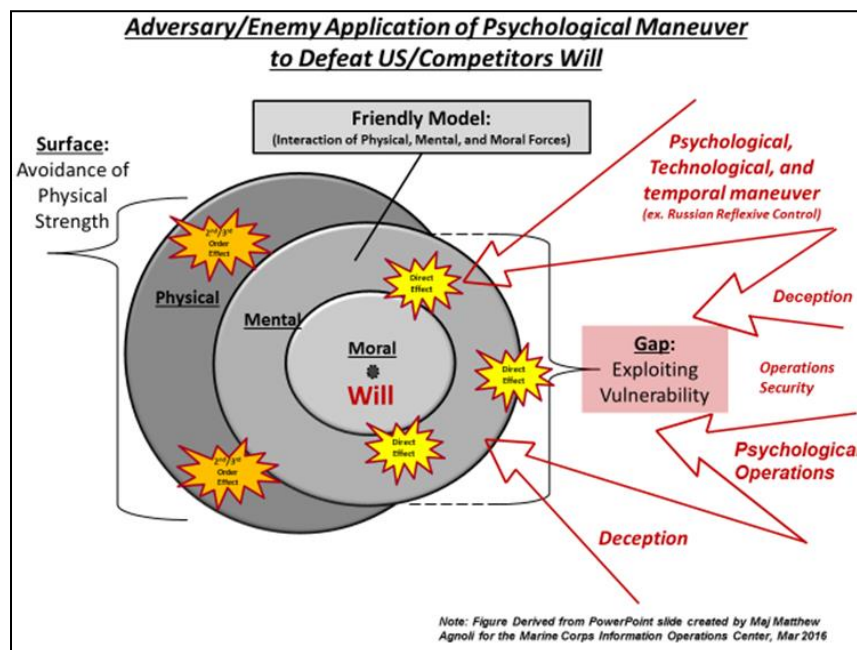 Adversary/Enemy Application of Psychological Maneuver
to Defeat US/Competitors Will
Friendly Model:
(Interaction of Physical, Mental, and Moral Forces)
Surface:
Avoidance of
Physical
Strength
Psychological,
Technological, and
temporal maneuver
(ex. Russian Reflexive Control)
2nd/3rd
Order
Effect
Direct
Effect
Physical
Mental
Deception
Moral
Will
Gap:
Exploiting
Vulnerability
Direct
Effect
Operations
Security
Direct
Effect
2nd/3rd
Order
Effect
Psychological
Operations
Deception
Note: Figure Derived from PowerPoint slide created by Maj Matthew
Agnoli for the Marine Corps Information Operations Center, Mar 2016